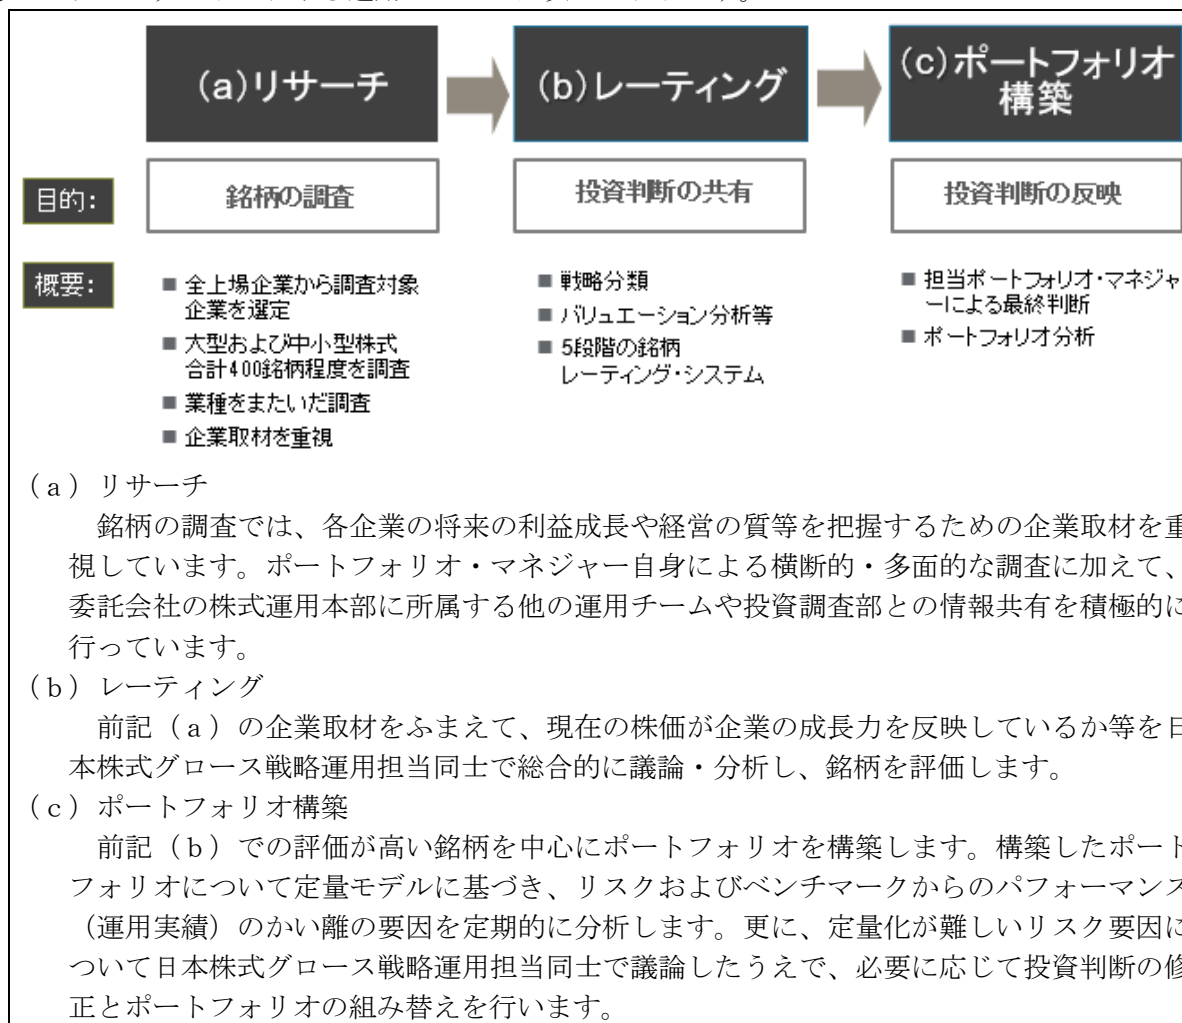 (a)リサーチ
(b)レーティング
(c)ポートフォリオ
構築
目的:
銘柄の調査
投資判断の共有
投資判断の反映
概要:
■ 全上場企業から調査対象
企業を選定
■ 大型および中小型株式
合計400銘柄程度を調査
■ 業種をまたいだ調査
■ 企業取材を重視
■ 戦略分類
■ バリュエーション分析等
■ 5段階の銘柄
レーティング・システム
■ 担当ポートフォリオ・マネジャ
ーによる最終判断
■ ポートフォリオ分析
(a)リサーチ
銘柄の調査では、各企業の将来の利益成長や経営の質等を把握するための企業取材を重
視しています。ポートフォリオ・マネジャー自身による横断的・多面的な調査に加えて、
委託会社の株式運用本部に所属する他の運用チームや投資調査部との情報共有を積極的に
行っています。
(b)レーティング
前記(a)の企業取材をふまえて、現在の株価が企業の成長力を反映しているか等を日
本株式グロース戦略運用担当同士で総合的に議論・分析し、銘柄を評価します。
(c)ポートフォリオ構築
前記(b)での評価が高い銘柄を中心にポートフォリオを構築します。構築したポート
フォリオについて定量モデルに基づき、リスクおよびベンチマークからのパフォーマンス
(運用実績)のかい離の要因を定期的に分析します。更に、定量化が難しいリスク要因に
ついて日本株式グロース戦略運用担当同士で議論したうえで、必要に応じて投資判断の修
正とポートフォリオの組み替えを行います。